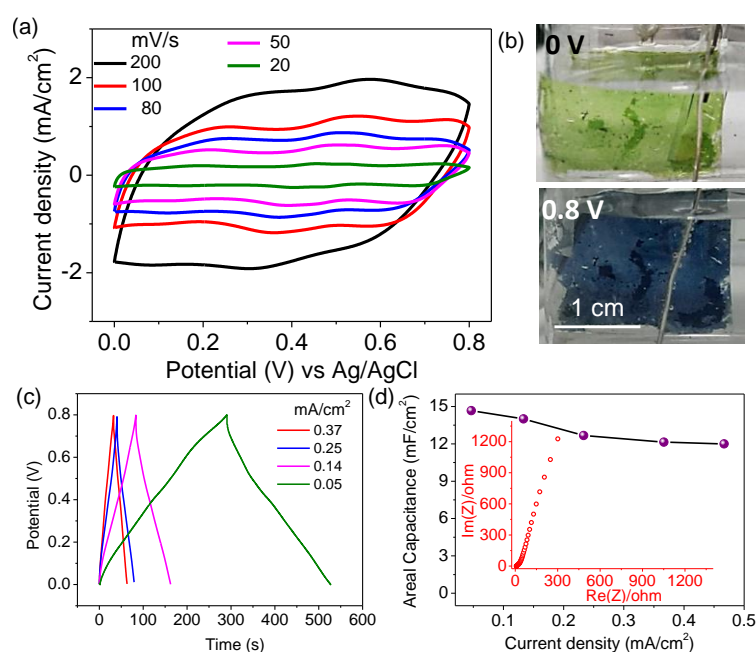 (a)
mV/s
200
100
80
50
20
2
0
-2
Current density (mA/cm²)
0.0 0.2 0.4 0.6 0.8
Potential (V) vs Ag/AgCl
(b)
0 V
0.8 V
1 cm
(c)
mA/cm²
0.37
0.25
0.14
0.05
0.8
0.6
0.4
0.2
0.0
Potential (V)
0 100 200 300 400 500 600
Time (s)
(d)
15
12
9
6
3
0
Areal Capacitance (mF/cm²)
1200
900
600
300
0
Im(Z)/ohm
0 300 600 900 1200
Re(Z)/ohm
0.1 0.2 0.3 0.4 0.5
Current density (mA/cm²)